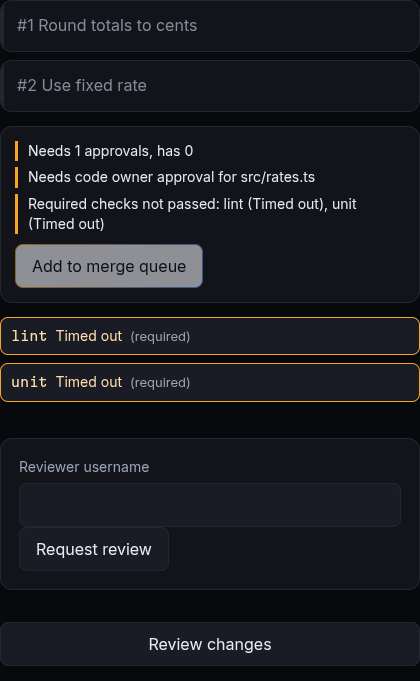 #1 Round totals to cents
#2 Use fixed rate
Needs 1 approvals, has 0
Needs code owner approval for src/rates.ts
Required checks not passed: lint (Timed out), unit
(Timed out)
Add to merge queue
lint Timed out (required)
unit Timed out (required)
Reviewer username
Request review
Review changes